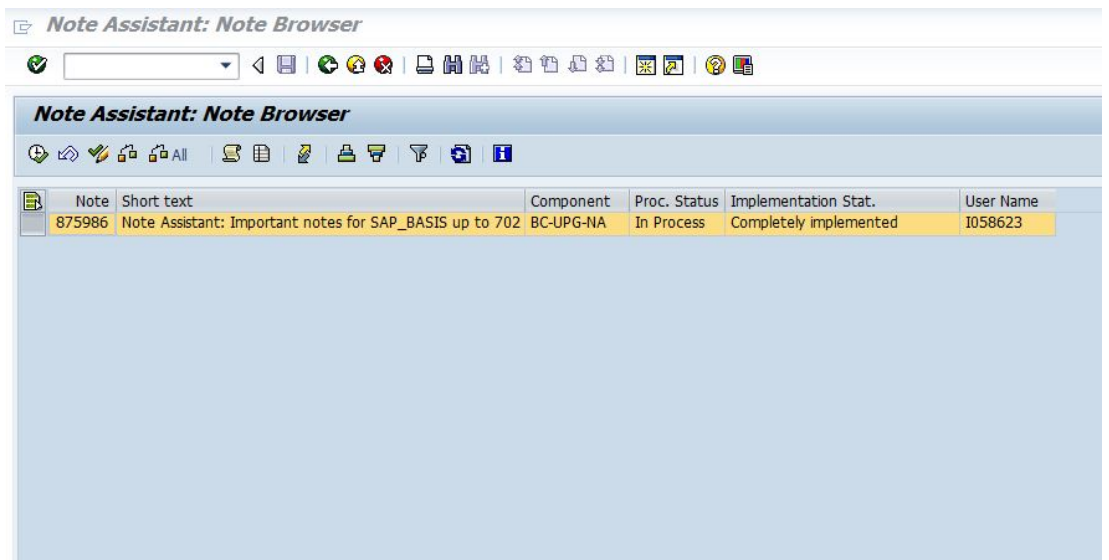 Note Assistant: Note Browser
Note Assistant: Note Browser
All
Note Short text Component Proc. Status Implementation Stat. User Name
875986 Note Assistant: Important notes for SAP_BASIS up to 702 BC-UPG-NA In Process Completely implemented I058623